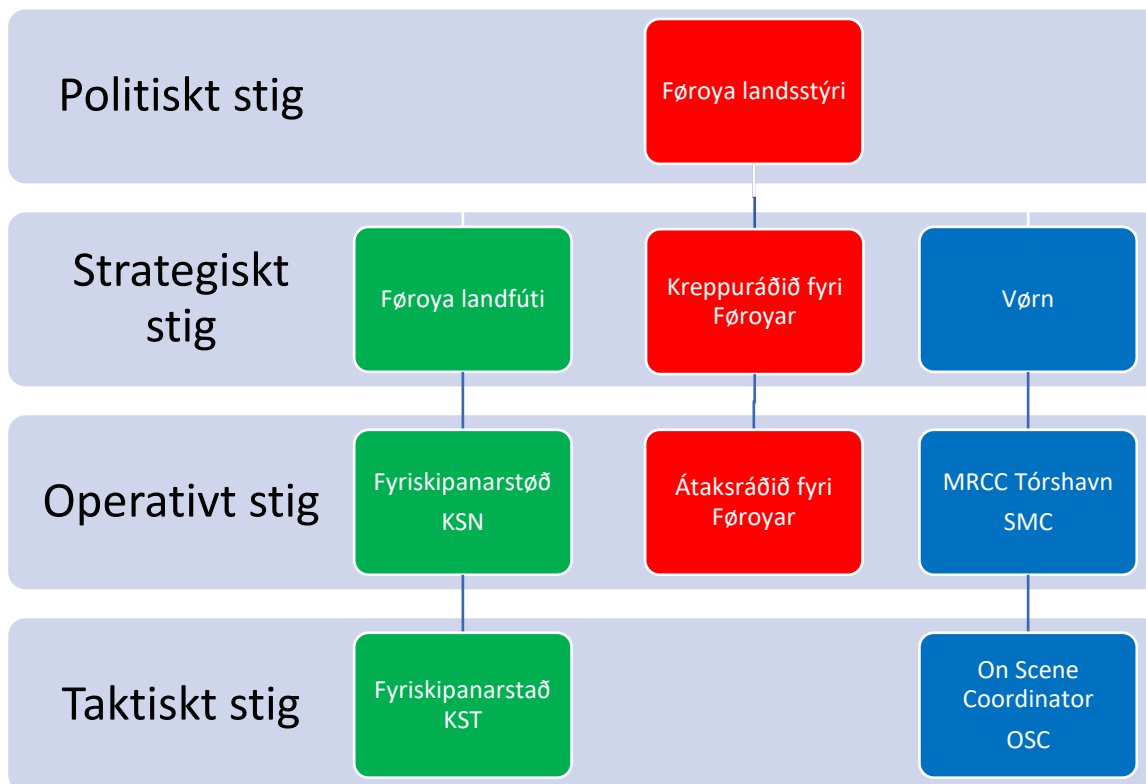 Politiskt stig
Føroya landsstýri
Strategiskt
stig
Føroya landfúti
Kreppuráðið fyri
Føroyar
Vørn
Operativt stig
Fyriskipanarstøð
KSN
Átaksráðið fyri
Føroyar
MRCC Tórshavn
SMC
Taktiskt stig
Fyriskipanarstað
KST
On Scene
Coordinator
OSC